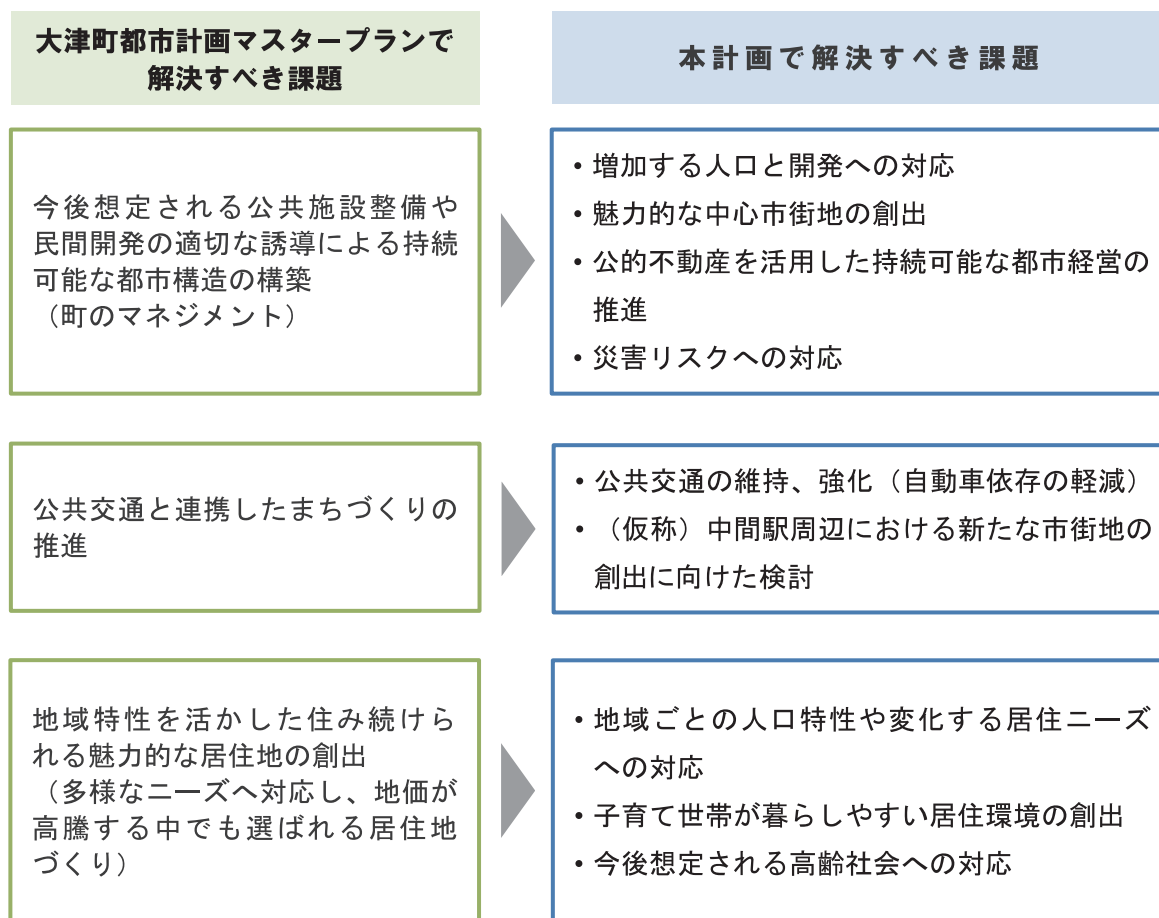 大津町都市計画マスタープランで
解決すべき課題
本計画で解決すべき課題
今後想定される公共施設整備や
民間開発の適切な誘導による持続
可能な都市構造の構築
（町のマネジメント）
・増加する人口と開発への対応
・魅力的な中心市街地の創出
・公的不動産を活用した持続可能な都市経営の
推進
・災害リスクへの対応
公共交通と連携したまちづくりの
推進
・公共交通の維持、強化（自動車依存の軽減）
・（仮称）中間駅周辺における新たな市街地の
創出に向けた検討
地域特性を活かした住み続けら
れる魅力的な居住地の創出
（多様なニーズへ対応し、地価が
高騰する中でも選ばれる居住地
づくり）
・地域ごとの人口特性や変化する居住ニーズ
への対応
・子育て世帯が暮らしやすい居住環境の創出
・今後想定される高齢社会への対応